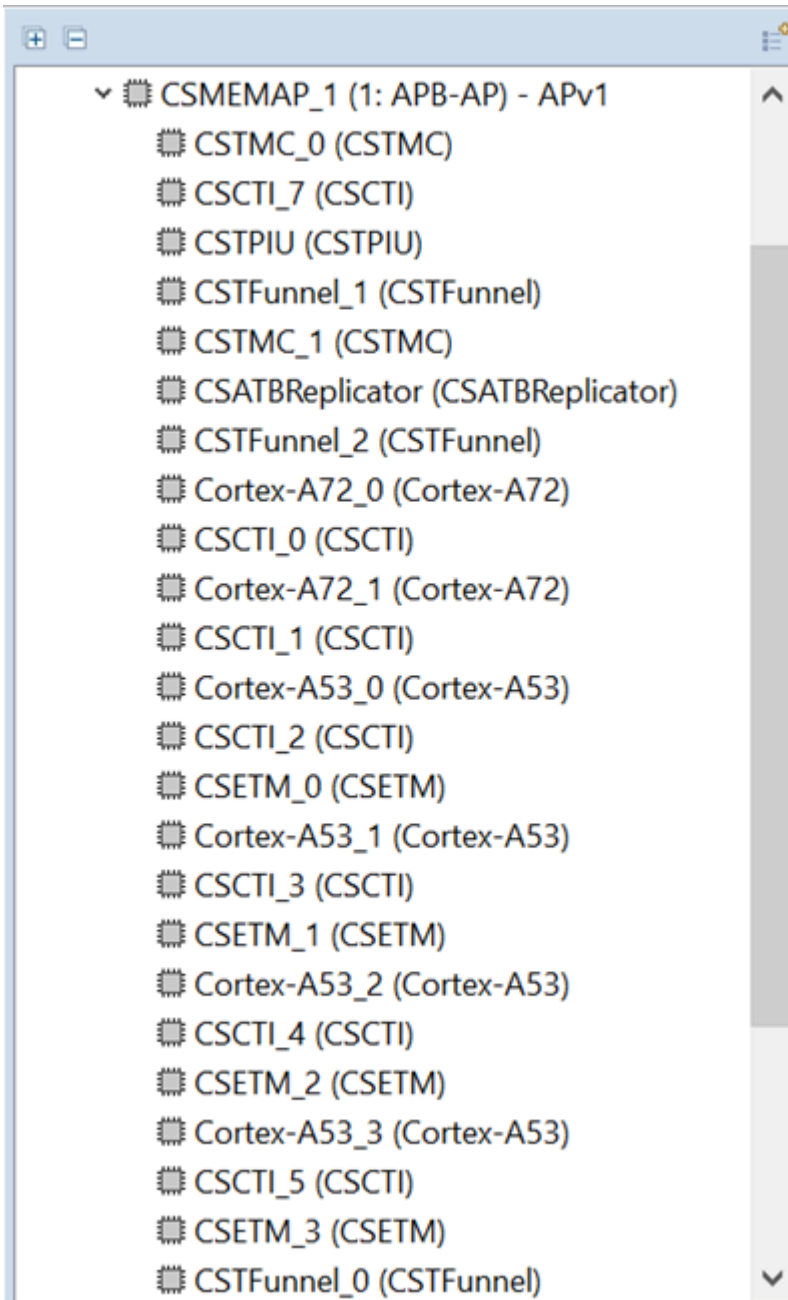 CSMEMAP_1 (1: APB-AP) - APv1
CSTMC_0 (CSTMC)
CSCTI_7 (CSCTI)
CSTPIU (CSTPIU)
CSTFunnel_1 (CSTFunnel)
CSTMC_1 (CSTMC)
CSATBReplicator (CSATBReplicator)
CSTFunnel_2 (CSTFunnel)
Cortex-A72_0 (Cortex-A72)
CSCTI_0 (CSCTI)
Cortex-A72_1 (Cortex-A72)
CSCTI_1 (CSCTI)
Cortex-A53_0 (Cortex-A53)
CSCTI_2 (CSCTI)
CSETM_0 (CSETM)
Cortex-A53_1 (Cortex-A53)
CSCTI_3 (CSCTI)
CSETM_1 (CSETM)
Cortex-A53_2 (Cortex-A53)
CSCTI_4 (CSCTI)
CSETM_2 (CSETM)
Cortex-A53_3 (Cortex-A53)
CSCTI_5 (CSCTI)
CSETM_3 (CSETM)
CSTFunnel_0 (CSTFunnel)